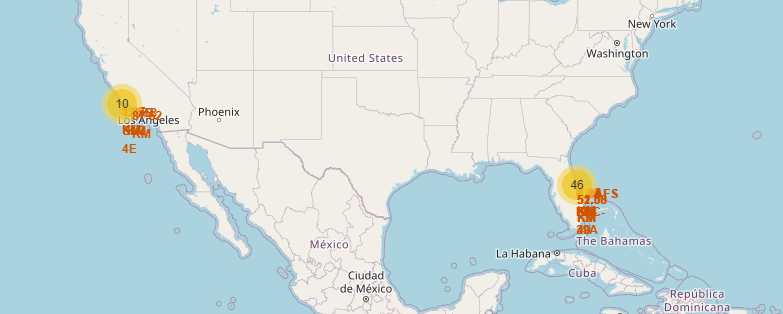 New York
Washington
United States
10
Los Angeles
Phoenix
KM
4E
46
The Bahamas
México
La Habana
Cuba
Ciudad
de México
República
Dominicana